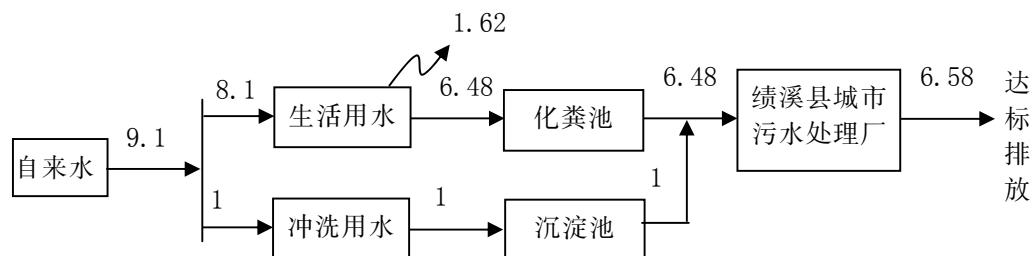 1.62
8.1
生活用水
6.48
化粪池
6.48
绩溪县城市
污水处理厂
6.58
达标排放
自来水
9.1
1
冲洗用水
1
沉淀池
1